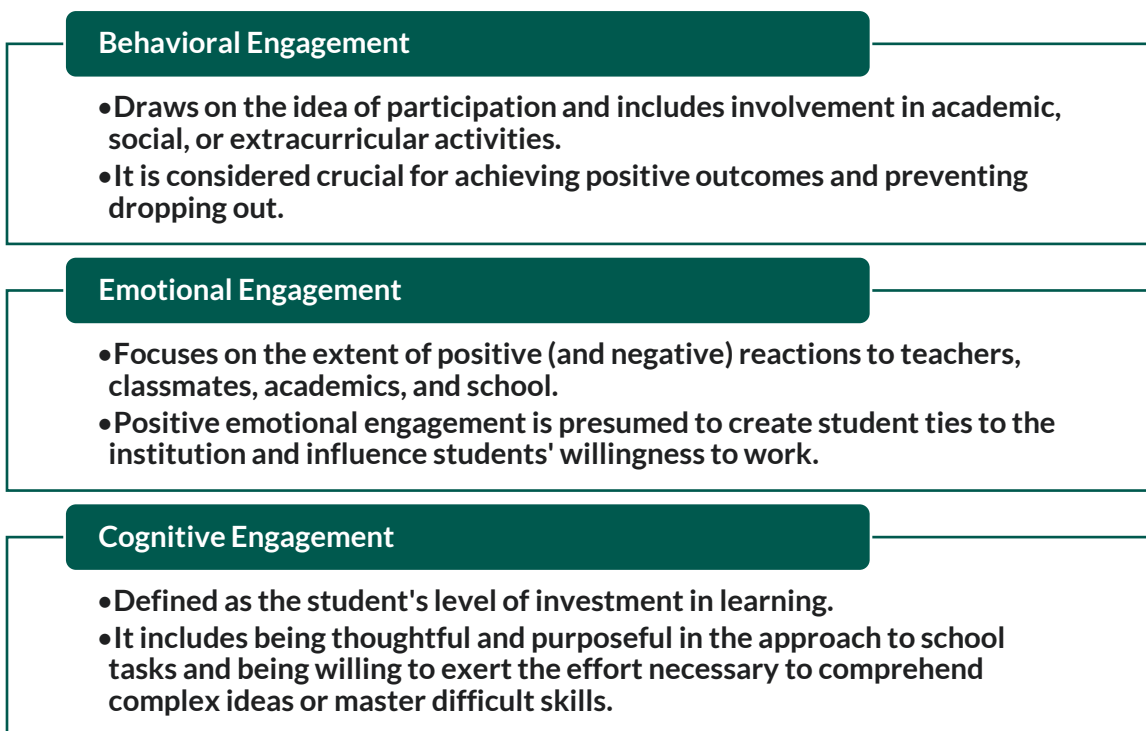 Behavioral Engagement
•Draws on the idea of participation and includes involvement in academic,
social, or extracurricular activities.
•It is considered crucial for achieving positive outcomes and preventing
dropping out.
Emotional Engagement
•Focuses on the extent of positive (and negative) reactions to teachers,
classmates, academics, and school.
•Positive emotional engagement is presumed to create student ties to the
institution and influence students' willingness to work.
Cognitive Engagement
•Defined as the student's level of investment in learning.
•It includes being thoughtful and purposeful in the approach to school
tasks and being willing to exert the effort necessary to comprehend
complex ideas or master difficult skills.